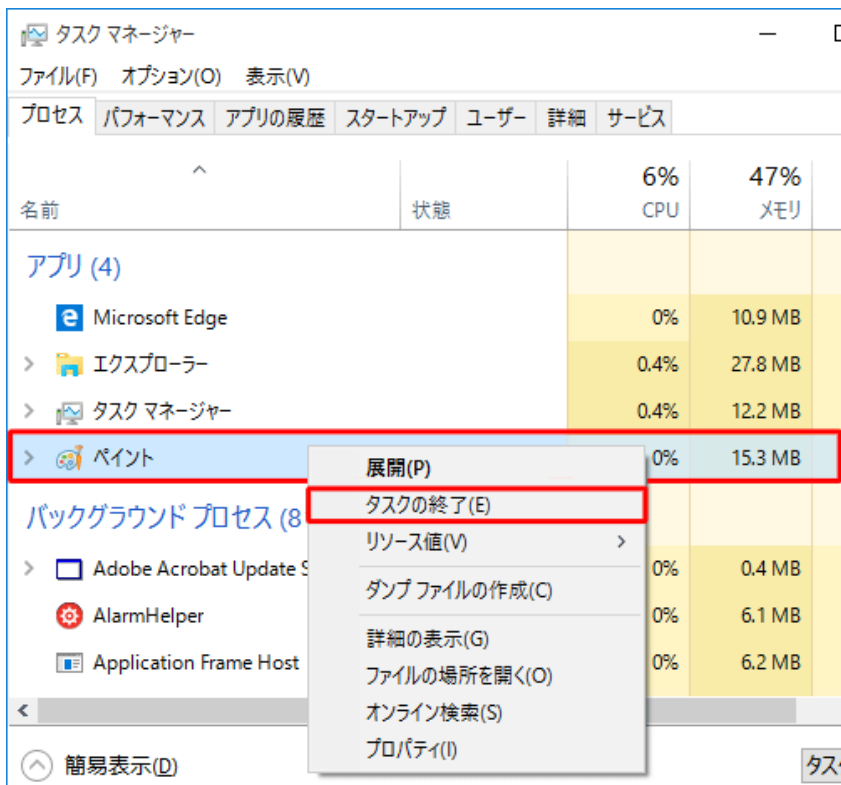 タスク マネージャー
ファイル(F) オプション(O) 表示(V)
プロセス パフォーマンス アプリの履歴 スタートアップ ユーザー 詳細 サービス
6% 47%
名前 状態 CPU メモリ
アプリ (4)
Microsoft Edge 0% 10.9 MB
エクスプローラー 0.4% 27.8 MB
タスク マネージャー 0.4% 12.2 MB
ペイント 0% 15.3 MB
展開(P)
タスクの終了(E)
リソース値(V)
ダンプ ファイルの作成(C)
詳細の表示(G)
ファイルの場所を開く(O)
オンライン検索(S)
プロパティ(I)
バックグラウンド プロセス (8
Adobe Acrobat Update 0% 0.4 MB
AlarmHelper 0% 6.1 MB
Application Frame Host 0% 6.2 MB
簡易表示(D)